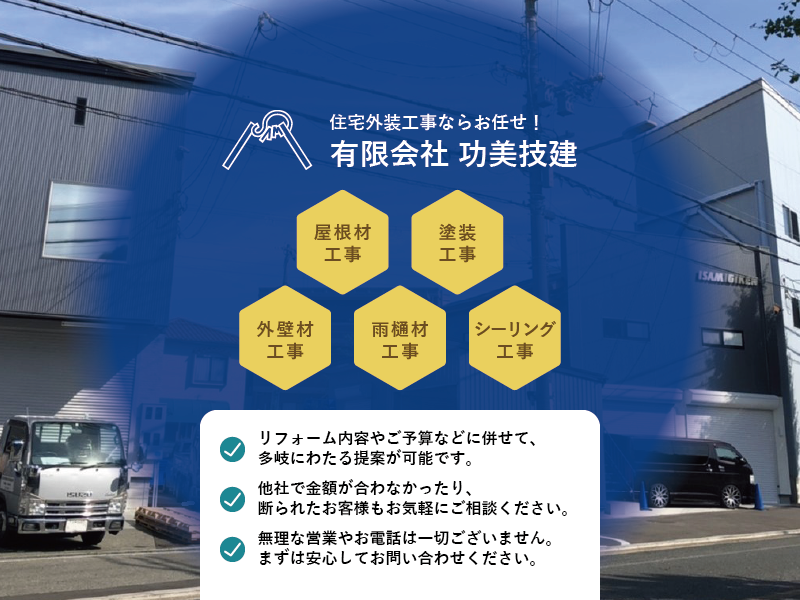 住宅外装工事ならお任せ！
有限会社 功美技建
屋根材
工事
塗装
工事
外壁材
工事
雨樋材
工事
シーリング
工事
ISAMIGIKEN
ISUZU
リフォーム内容やご予算などに併せて、
多岐にわたる提案が可能です。
他社で金額が合わなかったり、
断られたお客様もお気軽にご相談ください。
無理な営業やお電話は一切ございません。
まずは安心してお問い合わせください。